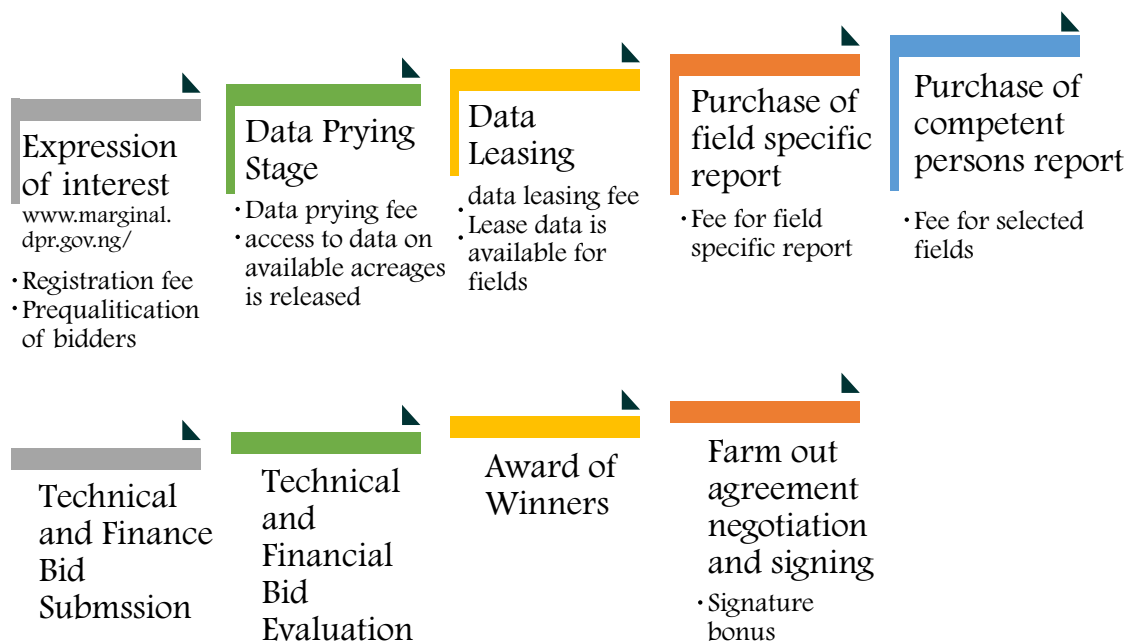 Expression
of interest
www.marginal.
dpr.gov.ng/
·Registration fee
·Prequalitication
of bidders
Data Prying
Stage
·Data prying fee
·access to data on
available acreages
is released
Data
Leasing
·data leasing fee
·Lease data is
available for
fields
Purchase of
field specific
report
·Fee for field
specific report
Purchase of
competent
persons report
·Fee for selected
fields
Technical
and Finance
Bid
Submssion
Technical
and
Financial
Bid
Evaluation
Award of
Winners
Farm out
agreement
negotiation
and signing
·Signature
bonus